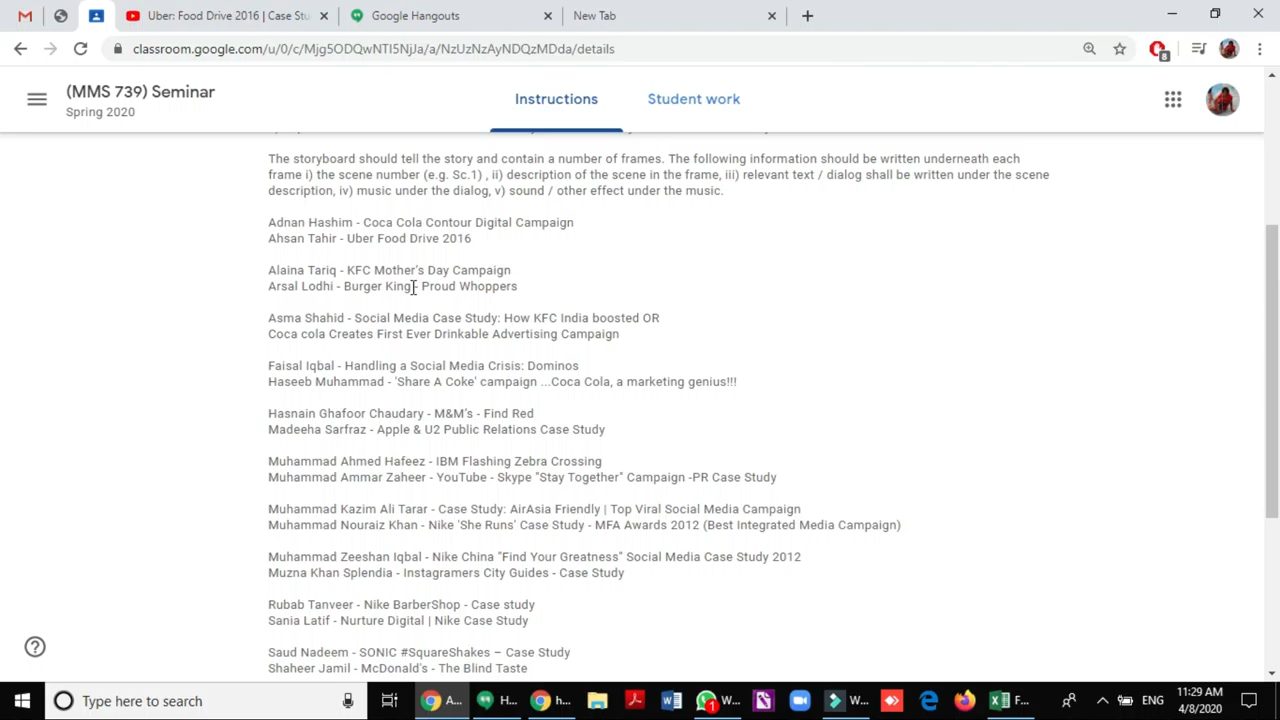 Uber: Food Drive 2016 | Case Stu
Google Hangouts
New Tab
classroom.google.com/u/0/c/Mjg5ODQwNTI5NjJa/a/NzUzNzAyNDQzMDda/details
8
(MMS 739) Seminar
Spring 2020
Instructions
Student work
The storyboard should tell the story and contain a number of frames. The following information should be written underneath each
frame i) the scene number (e.g. Sc.1) , ii) description of the scene in the frame, iii) relevant text / dialog shall be written under the scene
description, iv) music under the dialog, v) sound / other effect under the music.
Adnan Hashim - Coca Cola Contour Digital Campaign
Ahsan Tahir - Uber Food Drive 2016
Alaina Tariq - KFC Mother's Day Campaign
Arsal Lodhi - Burger King - Proud Whoppers
Asma Shahid - Social Media Case Study: How KFC India boosted OR
Coca cola Creates First Ever Drinkable Advertising Campaign
Faisal Iqbal - Handling a Social Media Crisis: Dominos
Haseeb Muhammad - 'Share A Coke' campaign ...Coca Cola, a marketing genius!!!
Hasnain Ghafoor Chaudary - M&M's - Find Red
Madeeha Sarfraz - Apple & U2 Public Relations Case Study
Muhammad Ahmed Hafeez - IBM Flashing Zebra Crossing
Muhammad Ammar Zaheer - YouTube - Skype "Stay Together" Campaign -PR Case Study
Muhammad Kazim Ali Tarar - Case Study: AirAsia Friendly | Top Viral Social Media Campaign
Muhammad Nouraiz Khan - Nike 'She Runs' Case Study - MFA Awards 2012 (Best Integrated Media Campaign)
Muhammad Zeeshan Iqbal - Nike China "Find Your Greatness" Social Media Case Study 2012
Muzna Khan Splendia - Instagramers City Guides - Case Study
Rubab Tanveer - Nike BarberShop - Case study
Sania Latif - Nurture Digital | Nike Case Study
Saud Nadeem - SONIC #SquareShakes – Case Study
Shaheer Jamil - McDonald's - The Blind Taste
Type here to search
A...
H...
h...
1
W...
W...
F...
ENG
11:29 AM
4/8/2020